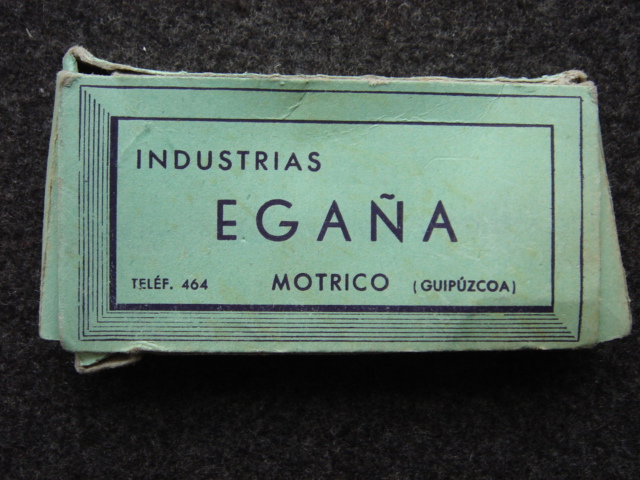 INDUSTRIAS
EGAÑA
TELÉF. 464 MOTRICO (GUIPÚZCOA)